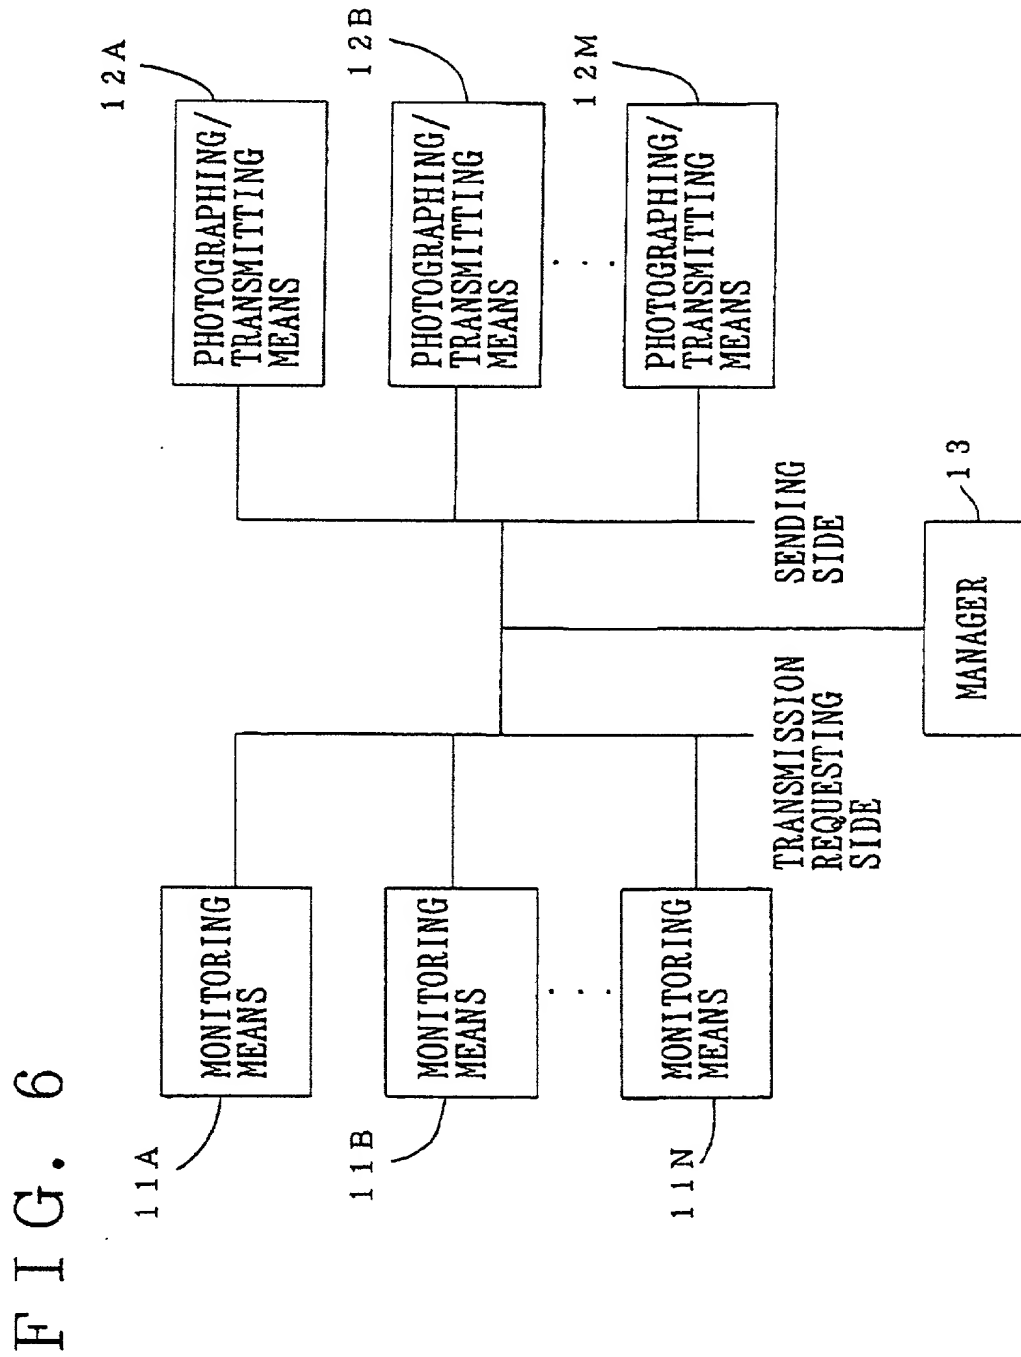 FIG. 6
11A
MONITORING
MEANS
11B
MONITORING
MEANS
. . .
11N
MONITORING
MEANS
TRANSMISSION
REQUESTING
SIDE
SENDING
SIDE
MANAGER
13
12A
PHOTOGRAPHING/
TRANSMITTING
MEANS
12B
PHOTOGRAPHING/
TRANSMITTING
MEANS
. . .
12M
PHOTOGRAPHING/
TRANSMITTING
MEANS